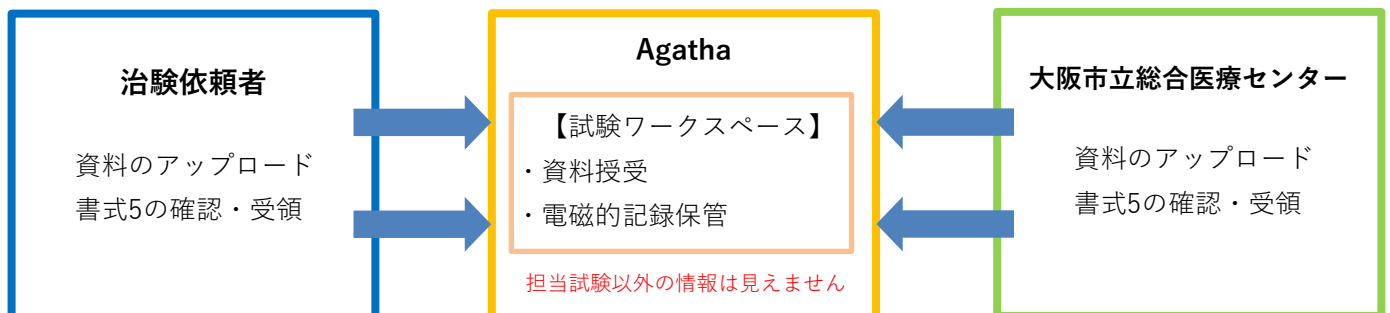 治験依頼者
資料のアップロード
書式5の確認・受領
Agatha
【試験ワークスペース】
・資料授受
・電磁的記録保管
担当試験以外の情報は見えません
大阪市立総合医療センター
資料のアップロード
書式5の確認・受領